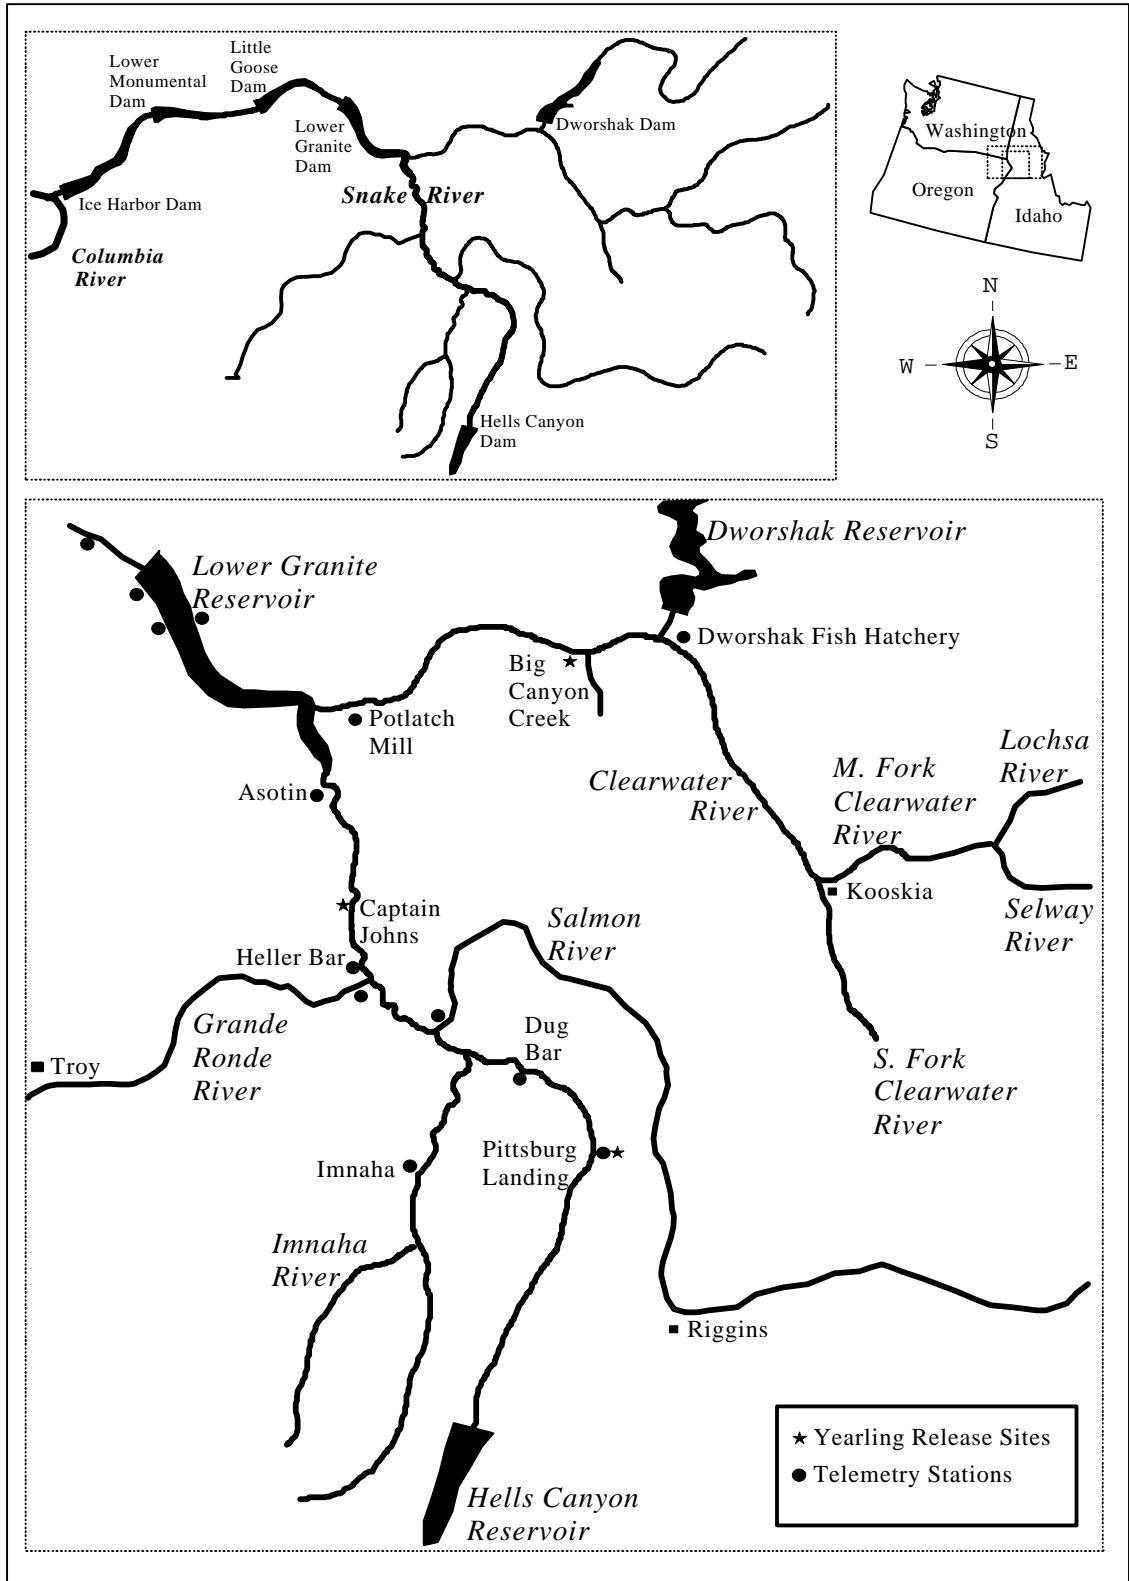 Lower
Monumental
Dam
Little
Goose
Dam
Lower
Granite
Dam
Dworshak Dam
Ice Harbor Dam
Snake River
Columbia
River
Hells Canyon
Dam
Washington
Oregon
Idaho
N
W
E
S
Dworshak Reservoir
Lower Granite
Reservoir
Dworshak Fish Hatchery
Big
Canyon
Creek
Potlatch
Mill
Asotin
Clearwater
River
M. Fork
Clearwater
River
Lochsa
River
Kooskia
Selway
River
Captain
Johns
Heller Bar
Salmon
River
Grande
Ronde
River
Troy
Dug
Bar
S. Fork
Clearwater
River
Imnaha
Pittsburg
Landing
Imnaha
River
Riggins
Hells Canyon
Reservoir
Yearling Release Sites
Telemetry Stations